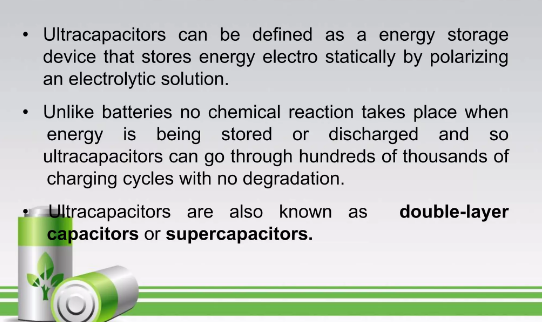 • Ultracapacitors can be defined as a energy storage
device that stores energy electro statically by polarizing
an electrolytic solution.
• Unlike batteries no chemical reaction takes place when
energy is being stored or discharged and so
ultracapacitors can go through hundreds of thousands of
charging cycles with no degradation.
• Ultracapacitors are also known as double-layer
capacitors or supercapacitors.